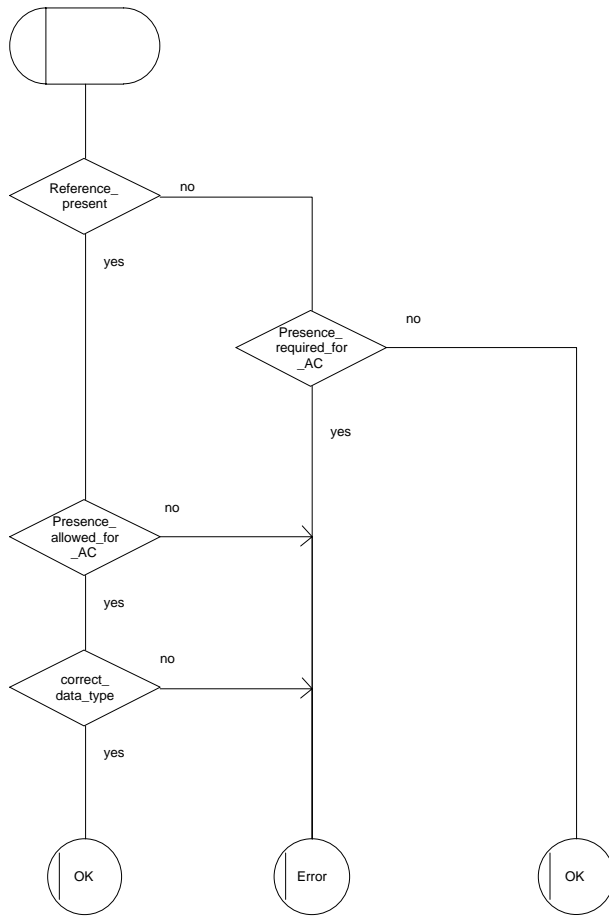 Reference_
present
no
yes
Presence_
required_for
_AC
no
yes
Presence_
allowed_for
_AC
no
yes
correct_
data_type
no
yes
OK
Error
OK